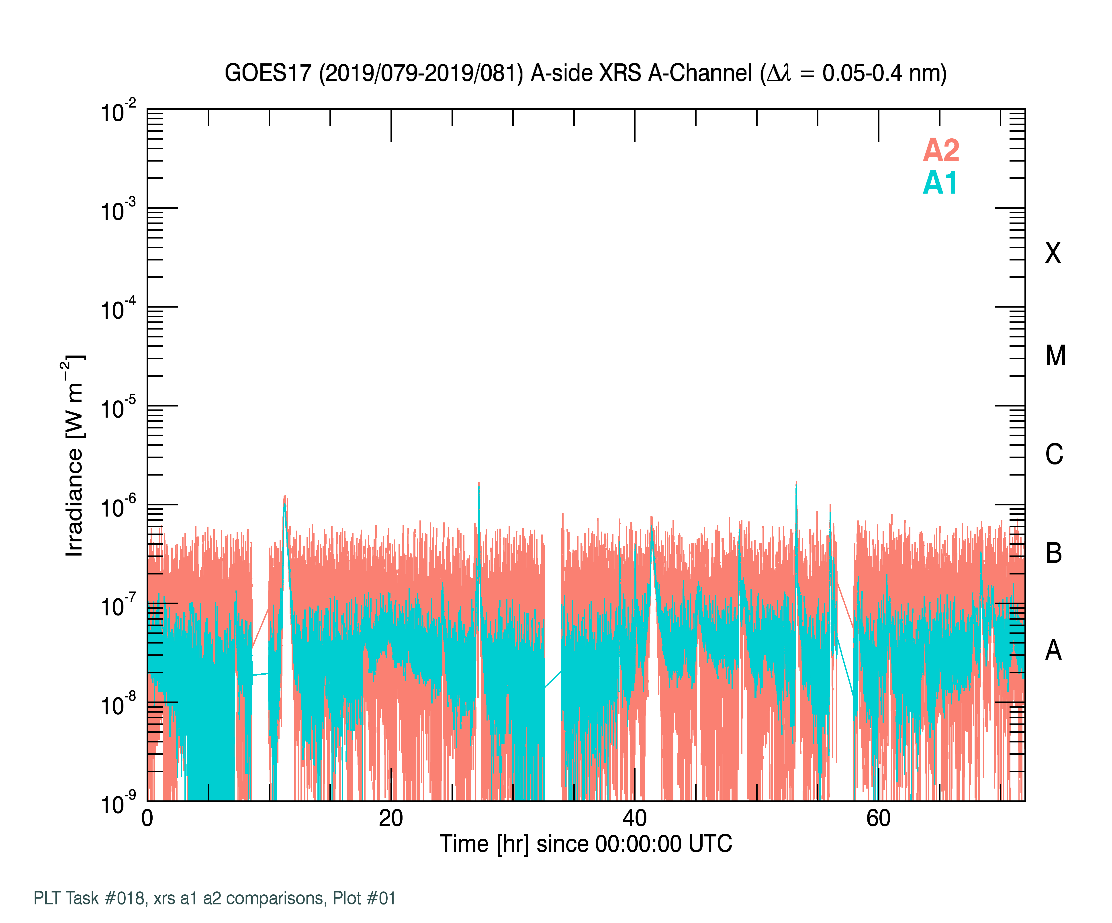 GOES17 (2019/079-2019/081) A-side XRS A-Channel (Δλ = 0.05-0.4 nm)
A2
A1
10^-2
10^-3
10^-4
10^-5
10^-6
10^-7
10^-8
10^-9
Irradiance [W m^−2]
X
M
C
B
A
0 20 40 60
Time [hr] since 00:00:00 UTC
PLT Task #018, xrs a1 a2 comparisons, Plot #01